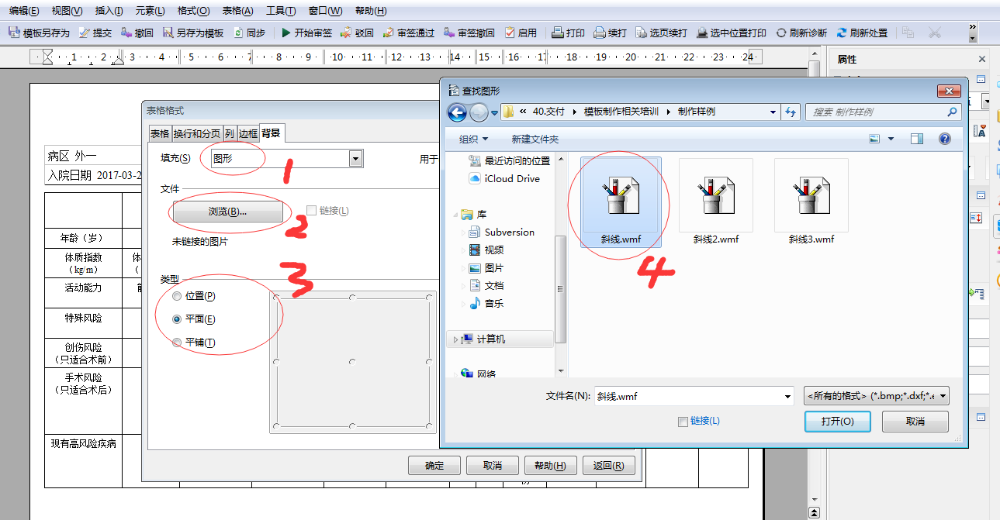 编辑(E) 视图(V) 插入(I) 元素(L) 格式(O) 表格(A) 工具(T) 窗口(W) 帮助(H)
模板另存为 提交 撤回 另存为模板 同步 开始审签 驳回 审签通过 审签撤回 启用 打印 续打 选页续打 选中位置打印 刷新诊断 刷新处置
1 2 3 4 5 6 7 8 9 10 11 12 13 14 15 16 17 18 19 20 21 22 23 24
属性
病区 外一
入院日期 2017-03-2
年龄（岁）
体质指数
（kg/m）
活动能力
特殊风险
创伤风险
（只适合术前）
手术风险
（只适合术后）
现有高风险疾病
表格格式
表格 换行和分页 列 边框 背景
填充(S) 图形 用于
1
文件
浏览(B)... 链接(L)
2
未链接的图片
类型
3
位置(P)
平面(E)
平铺(T)
确定 取消 帮助(H) 返回(R)
查找图形
« 40.交付 模板制作相关培训 制作样例
搜索 制作样例
组织 新建文件夹
最近访问的位置
iCloud Drive
库
Subversion
视频
图片
文档
音乐
计算机
网络
斜线.wmf 斜线2.wmf 斜线3.wmf
4
文件名(N): 斜线.wmf <所有的格式> (*.bmp;*.dxf;*.e
链接(L)
打开(O) 取消